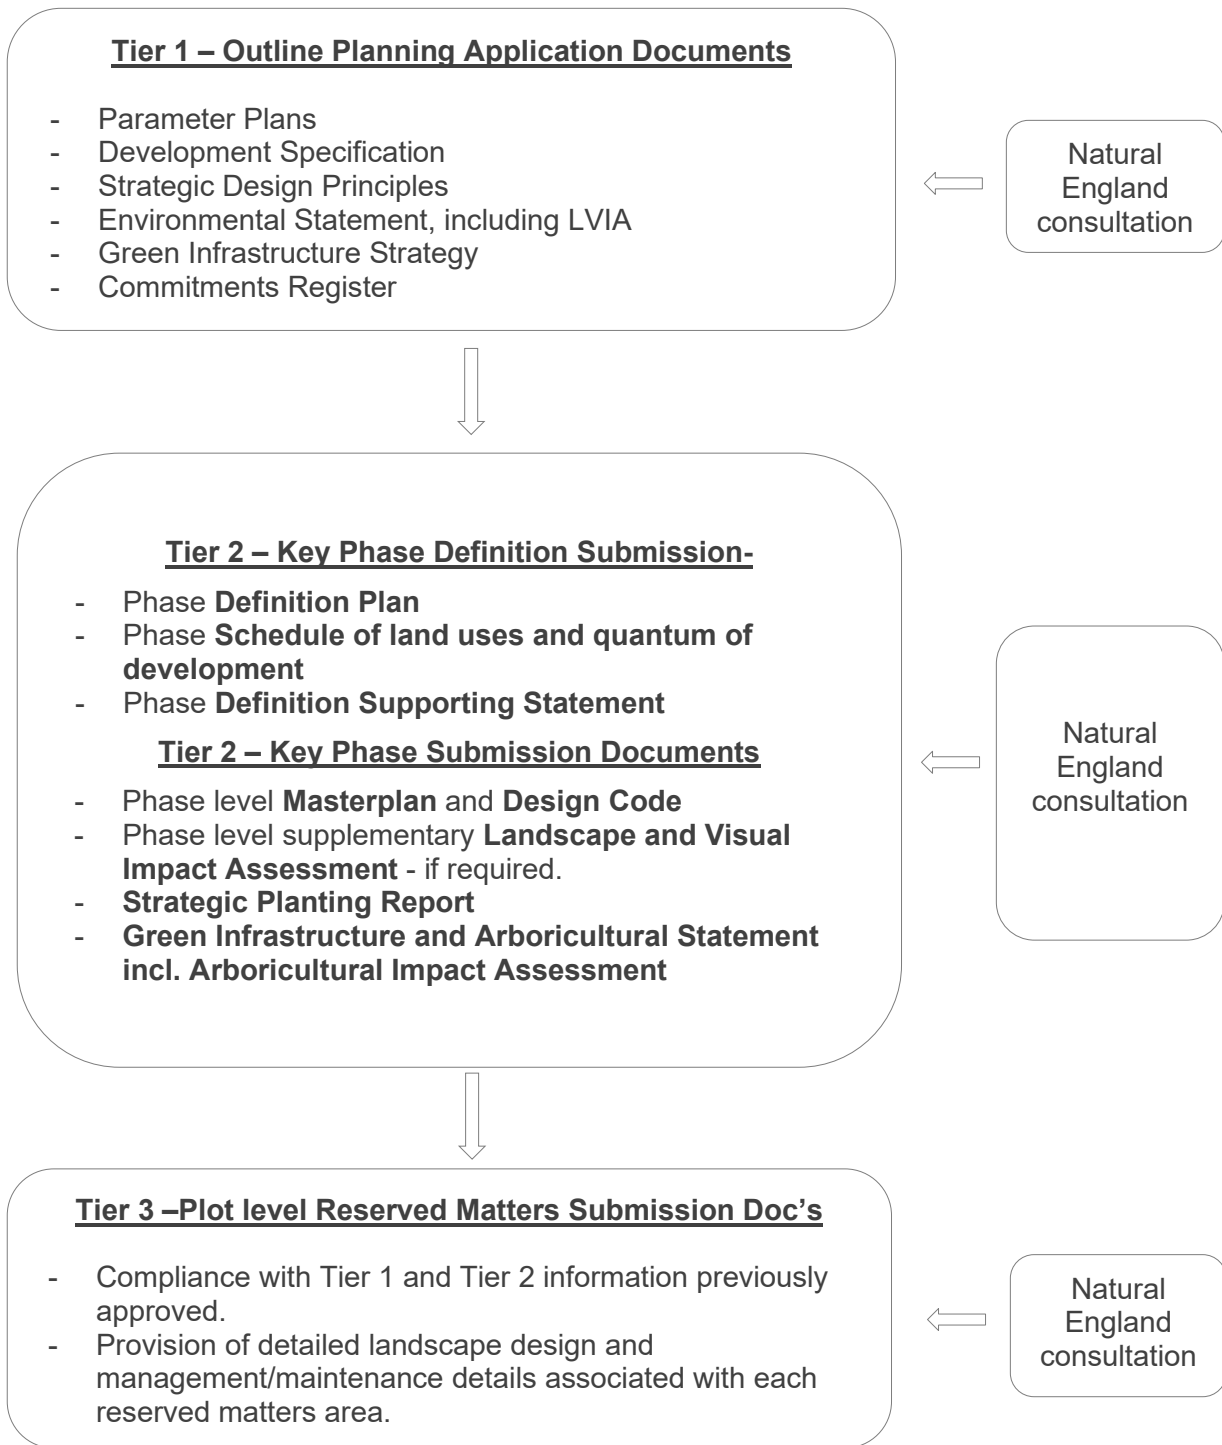 Tier 1 – Outline Planning Application Documents
- Parameter Plans
- Development Specification
- Strategic Design Principles
- Environmental Statement, including LVIA
- Green Infrastructure Strategy
- Commitments Register
Natural
England
consultation
Tier 2 – Key Phase Definition Submission-
- Phase Definition Plan
- Phase Schedule of land uses and quantum of
development
- Phase Definition Supporting Statement
Tier 2 – Key Phase Submission Documents
- Phase level Masterplan and Design Code
- Phase level supplementary Landscape and Visual
Impact Assessment - if required.
- Strategic Planting Report
- Green Infrastructure and Arboricultural Statement
incl. Arboricultural Impact Assessment
Natural
England
consultation
Tier 3 –Plot level Reserved Matters Submission Doc’s
- Compliance with Tier 1 and Tier 2 information previously
approved.
- Provision of detailed landscape design and
management/maintenance details associated with each
reserved matters area.
Natural
England
consultation